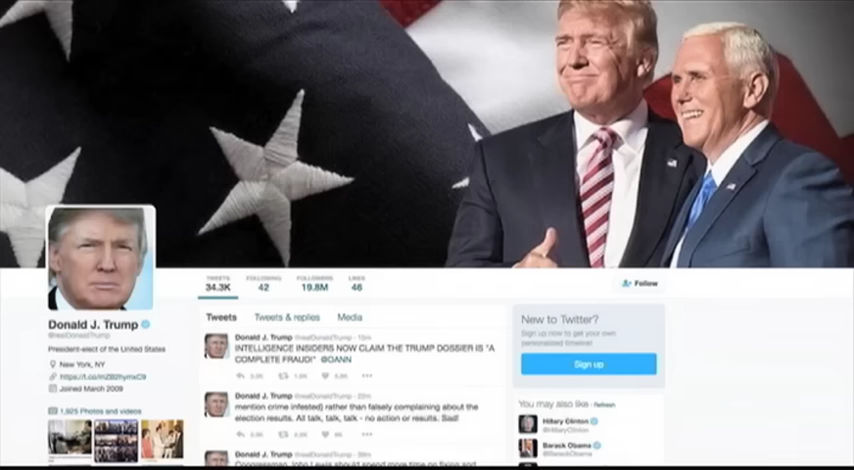 TWEETS FOLLOWING FOLLOWERS LIKES
34.3K 42 19.8M 46
Follow
Donald J. Trump
@realDonaldTrump
President-elect of the United States
New York, NY
Joined March 2009
1,925 Photos and videos
Tweets Tweets & replies Media
Donald J. Trump @realDonaldTrump
INTELLIGENCE INSIDERS NOW CLAIM THE TRUMP DOSSIER IS "A
COMPLETE FRAUD!" @OANN
Donald J. Trump @realDonaldTrump
mention crime infested) rather than falsely complaining about the
election results. All talk, talk, talk - no action or results. Sad!
Donald J. Trump @realDonaldTrump
New to Twitter?
Sign up now to get your own
personalized timeline!
Sign up
You may also like · Refresh
Hillary Clinton
@HillaryClinton
Barack Obama
@BarackObama